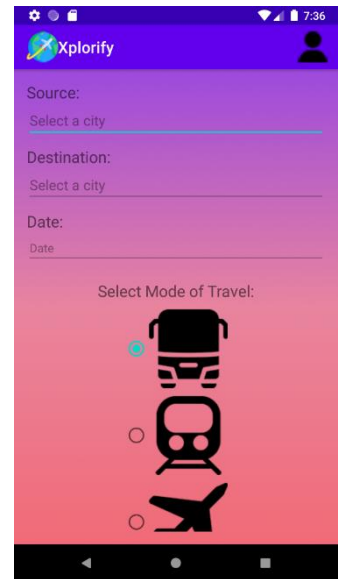 7:36
Xplorify
Source:
Select a city
Destination:
Select a city
Date:
Date
Select Mode of Travel: